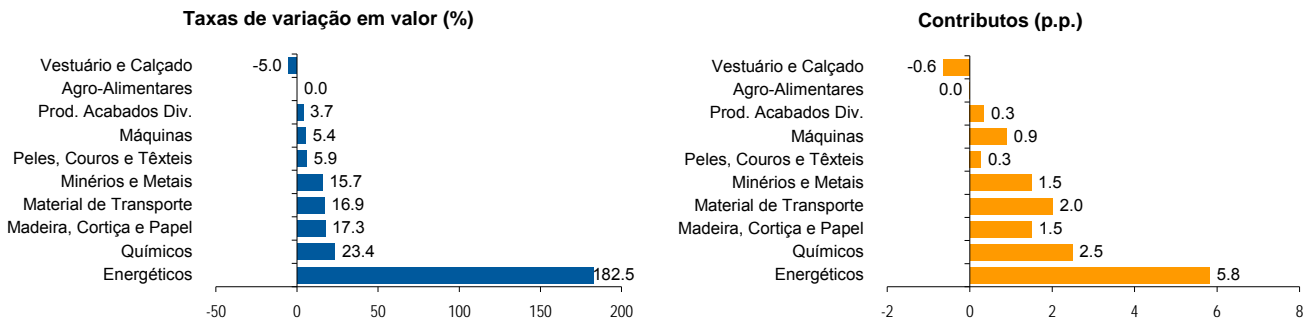 Taxas de variação em valor (%)
Vestuário e Calçado -5.0
Agro-Alimentares 0.0
Prod. Acabados Div. 3.7
Máquinas 5.4
Peles, Couros e Têxteis 5.9
Minérios e Metais 15.7
Material de Transporte 16.9
Madeira, Cortiça e Papel 17.3
Químicos 23.4
Energéticos 182.5
-50 0 50 100 150 200
Contributos (p.p.)
Vestuário e Calçado -0.6
Agro-Alimentares 0.0
Prod. Acabados Div. 0.3
Máquinas 0.9
Peles, Couros e Têxteis 0.3
Minérios e Metais 1.5
Material de Transporte 2.0
Madeira, Cortiça e Papel 1.5
Químicos 2.5
Energéticos 5.8
-2 0 2 4 6 8